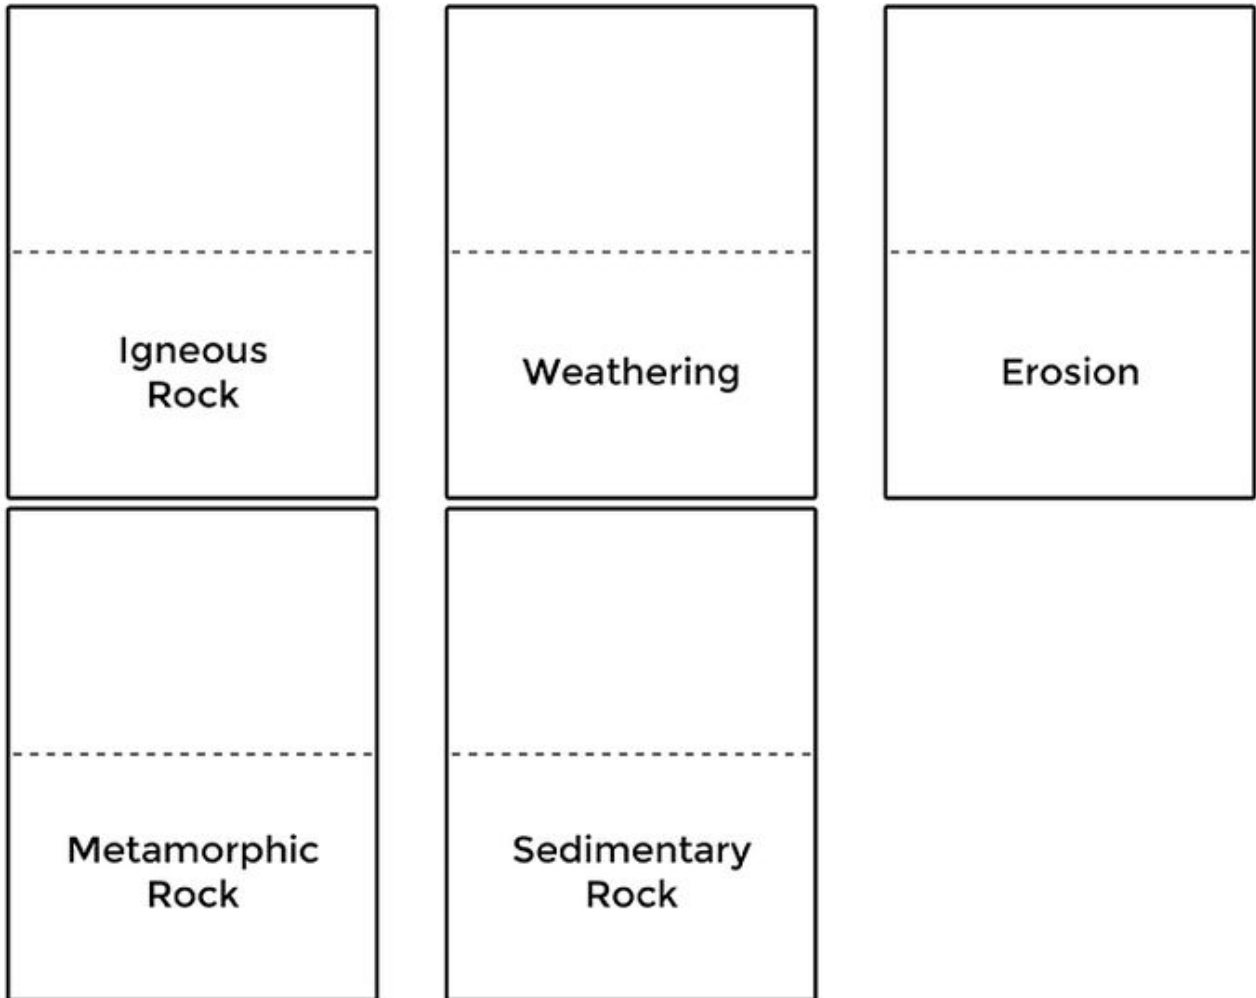 Igneous
Rock
Weathering
Erosion
Metamorphic
Rock
Sedimentary
Rock